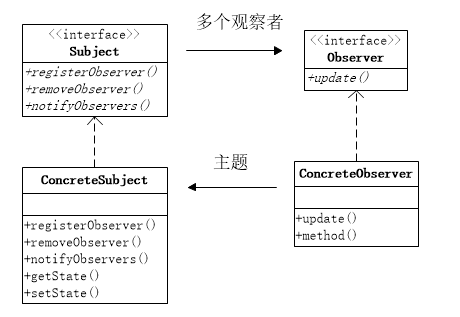 <<interface>>
Subject
+registerObserver()
+removeObserver()
+notifyObservers()
多个观察者
<<interface>>
Observer
+update()
ConcreteSubject
+registerObserver()
+removeObserver()
+notifyObservers()
+getState()
+setState()
主题
ConcreteObserver
+update()
+method()